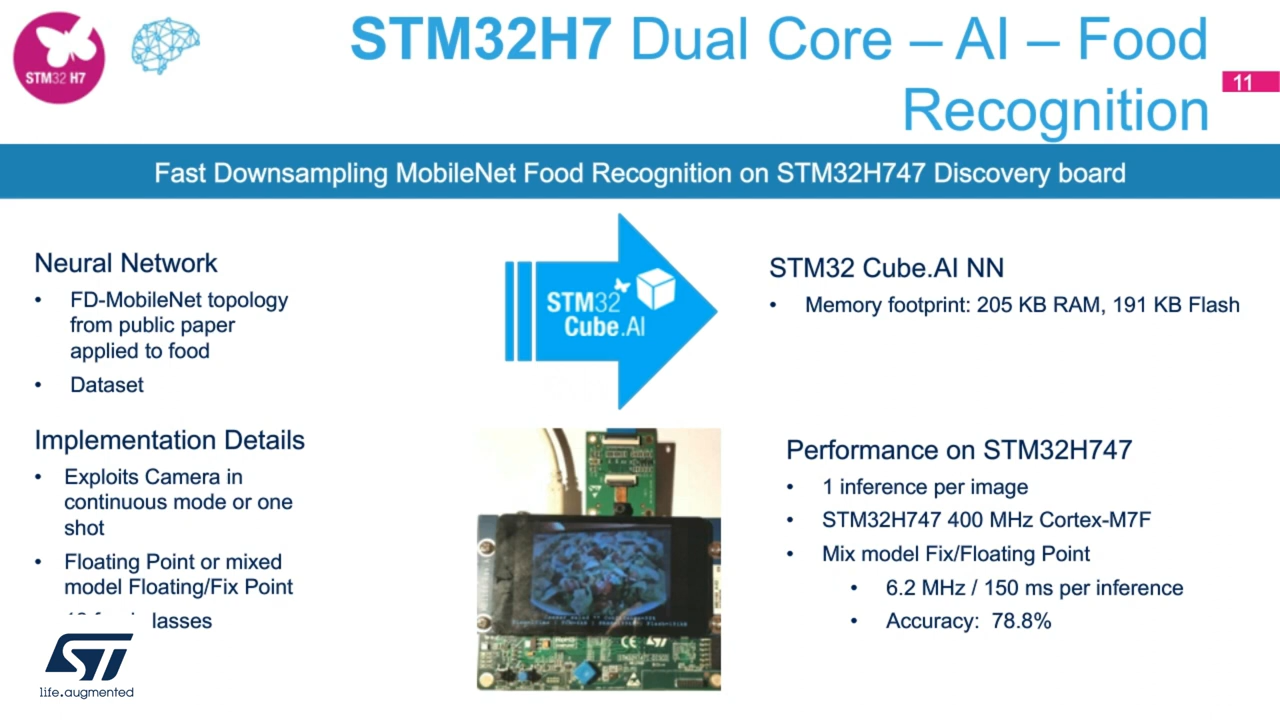 STM32 H7
STM32H7 Dual Core – AI – Food
Recognition
11
Fast Downsampling MobileNet Food Recognition on STM32H747 Discovery board
Neural Network
• FD-MobileNet topology
from public paper
applied to food
• Dataset
Implementation Details
• Exploits Camera in
continuous mode or one
shot
• Floating Point or mixed
model Floating/Fix Point
lasses
STM32
Cube.AI
STM32 Cube.AI NN
• Memory footprint: 205 KB RAM, 191 KB Flash
Performance on STM32H747
• 1 inference per image
• STM32H747 400 MHz Cortex-M7F
• Mix model Fix/Floating Point
• 6.2 MHz / 150 ms per inference
• Accuracy: 78.8%
CE
ST
life.augmented